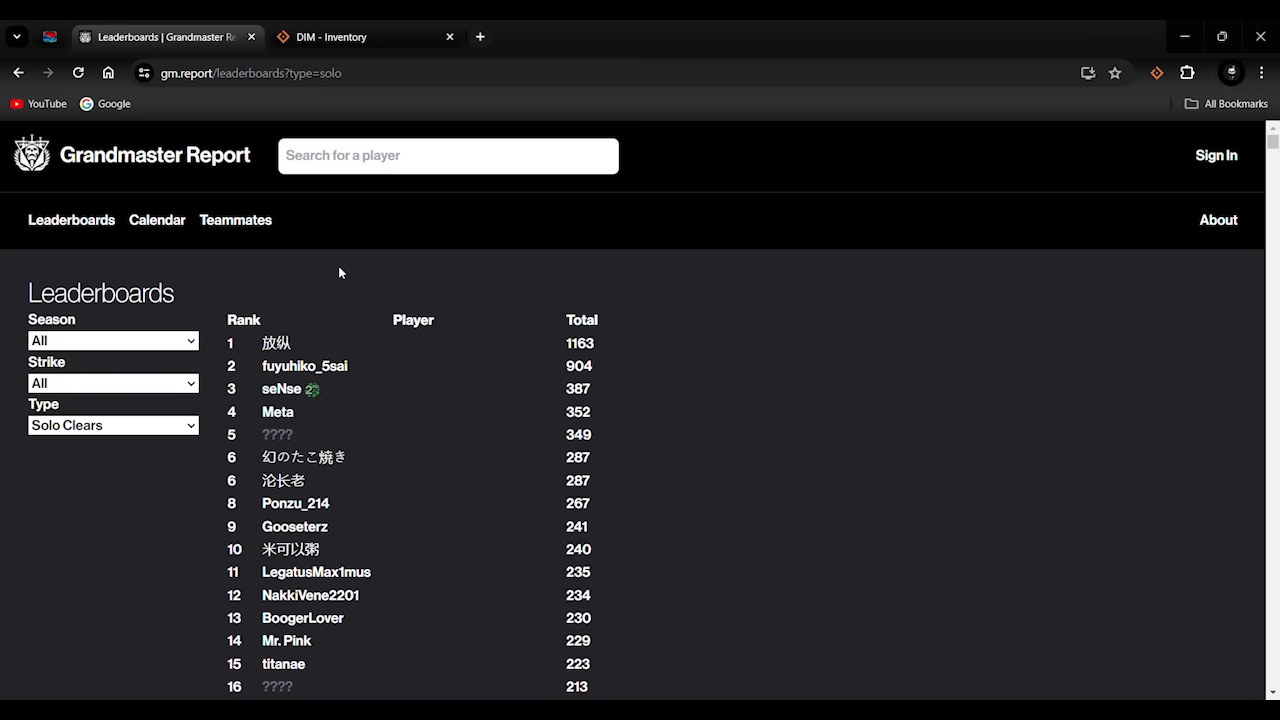 Leaderboards | Grandmaster Re
DIM - Inventory
gm.report/leaderboards?type=solo
YouTube
Google
All Bookmarks
Grandmaster Report
Search for a player
Sign In
Leaderboards Calendar Teammates
About
Leaderboards
Season
All
Strike
All
Type
Solo Clears
Rank Player Total
1 放纵 1163
2 fuyuhiko_5sai 904
3 seNse 387
4 Meta 352
5 ???? 349
6 幻のたこ焼き 287
6 沦长老 287
8 Ponzu_214 267
9 Gooseterz 241
10 米可以粥 240
11 LegatusMax1mus 235
12 NakkiVene2201 234
13 BoogerLover 230
14 Mr. Pink 229
15 titanae 223
16 ???? 213